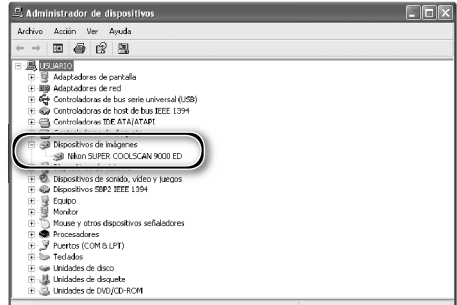 Administrador de dispositivos
Archivo Acción Ver Ayuda
USUARIO
Adaptadores de pantalla
Adaptadores de red
Controladoras de bus serie universal (USB)
Controladoras de host de bus IEEE 1394
Controladoras IDE ATA/ATAPI
Dispositivos de imágenes
Nikon SUPER COOLSCAN 9000 ED
Dispositivos de sonido, vídeo y juegos
Dispositivos SBP2 IEEE 1394
Equipo
Monitor
Mouse y otros dispositivos señaladores
Procesadores
Puertos (COM & LPT)
Teclados
Unidades de disco
Unidades de disquete
Unidades de DVD/CD-ROM